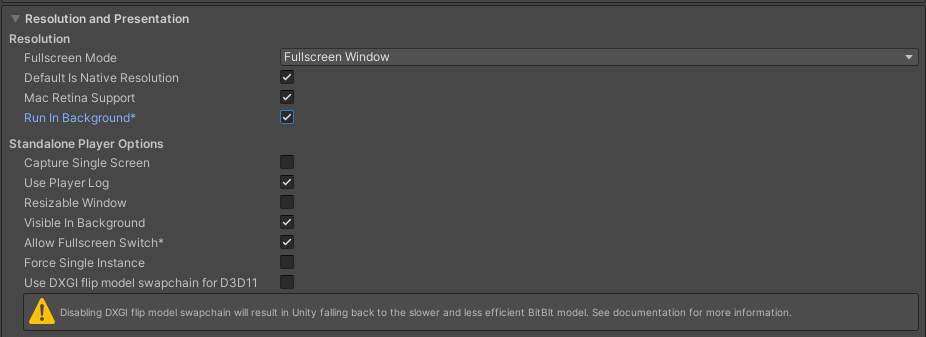 Resolution and Presentation
Resolution
Fullscreen Mode Fullscreen Window
Default Is Native Resolution
Mac Retina Support
Run In Background*
Standalone Player Options
Capture Single Screen
Use Player Log
Resizable Window
Visible In Background
Allow Fullscreen Switch*
Force Single Instance
Use DXGI flip model swapchain for D3D11
Disabling DXGI flip model swapchain will result in Unity falling back to the slower and less efficient BitBlt model. See documentation for more information.